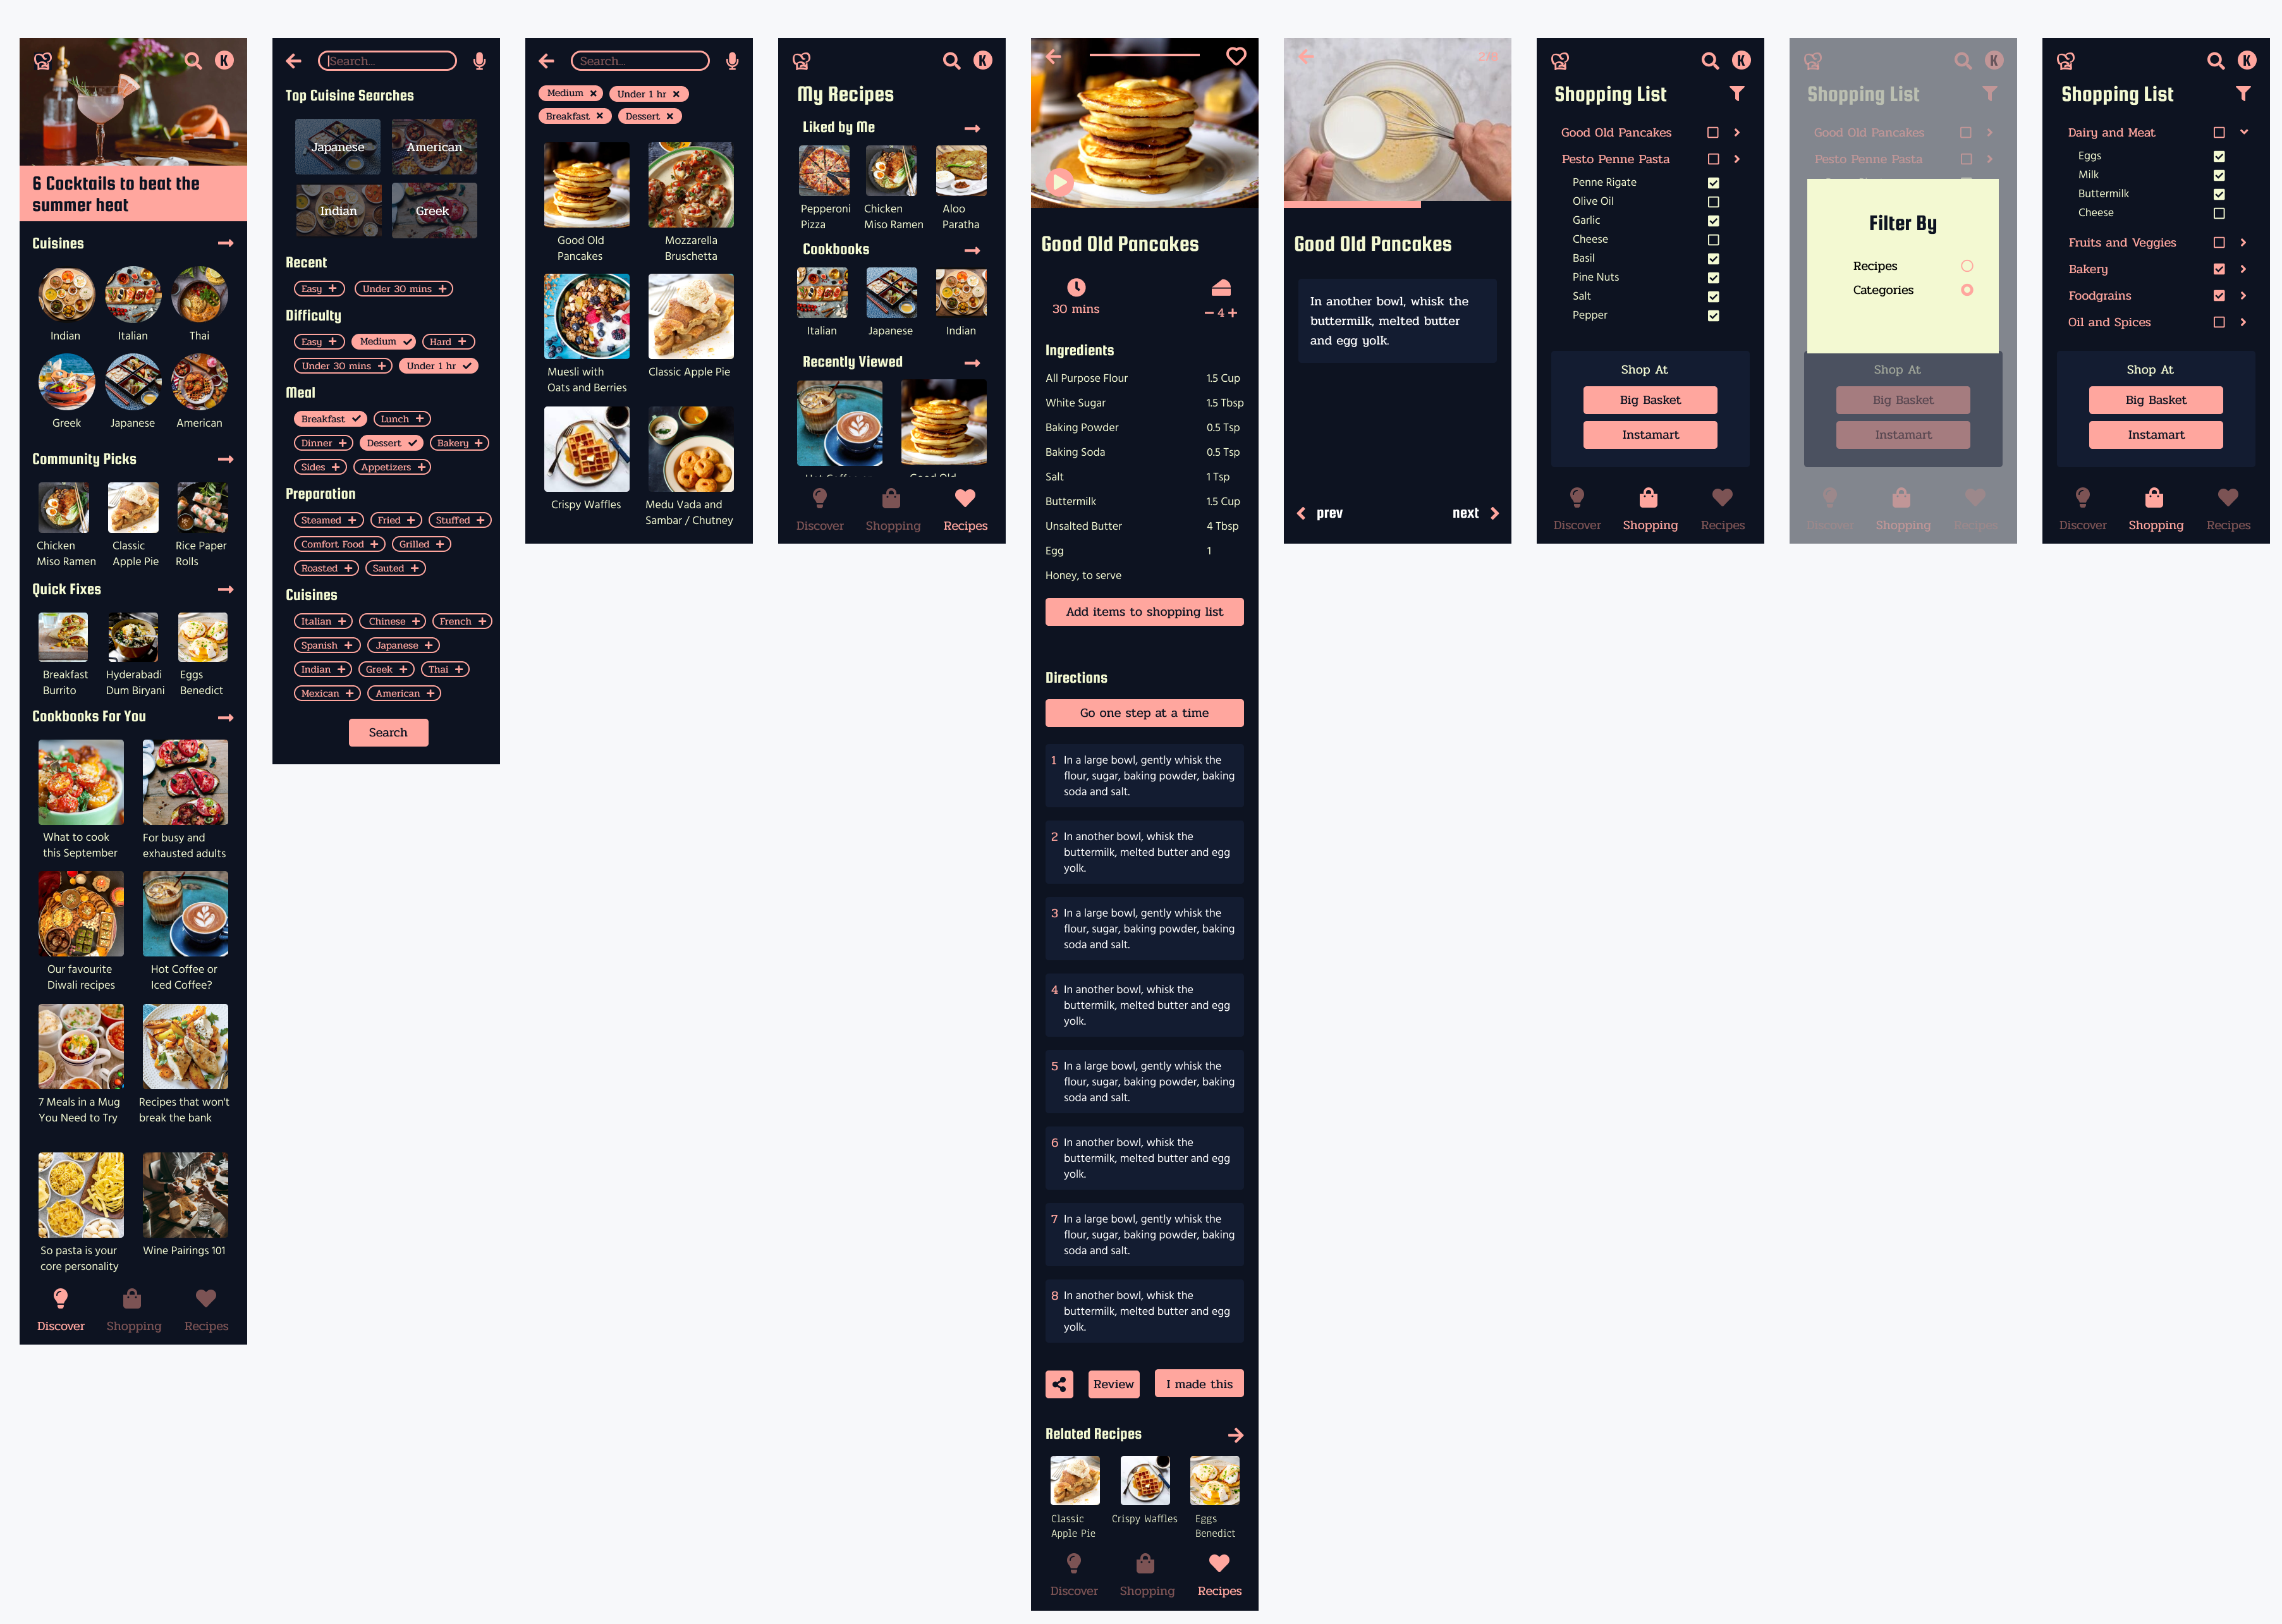 K
6 Cocktails to beat the
summer heat
Cuisines
Indian
Italian
Thai
Greek
Japanese
American
Community Picks
Chicken
Miso Ramen
Classic
Apple Pie
Rice Paper
Rolls
Quick Fixes
Breakfast
Burrito
Hyderabadi
Dum Biryani
Eggs
Benedict
Cookbooks For You
What to cook
this September
For busy and
exhausted adults
Our favourite
Diwali recipes
Hot Coffee or
Iced Coffee?
7 Meals in a Mug
You Need to Try
Recipes that won't
break the bank
So pasta is your
core personality
Wine Pairings 101
Discover
Shopping
Recipes
Search...
Top Cuisine Searches
Japanese
American
Indian
Greek
Recent
Easy
Under 30 mins
Difficulty
Easy
Medium
Hard
Under 30 mins
Under 1 hr
Meal
Breakfast
Lunch
Dinner
Dessert
Bakery
Sides
Appetizers
Preparation
Steamed
Fried
Stuffed
Comfort Food
Grilled
Roasted
Sauted
Cuisines
Italian
Chinese
French
Spanish
Japanese
Indian
Greek
Thai
Mexican
American
Search
Search...
Medium
Under 1 hr
Breakfast
Dessert
Good Old
Pancakes
Mozzarella
Bruschetta
Muesli with
Oats and Berries
Classic Apple Pie
Crispy Waffles
Medu Vada and
Sambar / Chutney
K
My Recipes
Liked by Me
Pepperoni
Pizza
Chicken
Miso Ramen
Aloo
Paratha
Cookbooks
Italian
Japanese
Indian
Recently Viewed
Discover
Shopping
Recipes
Good Old Pancakes
30 mins
4
Ingredients
All Purpose Flour 1.5 Cup
White Sugar 1.5 Tbsp
Baking Powder 0.5 Tsp
Baking Soda 0.5 Tsp
Salt 1 Tsp
Buttermilk 1.5 Cup
Unsalted Butter 4 Tbsp
Egg 1
Honey, to serve
Add items to shopping list
Directions
Go one step at a time
1 In a large bowl, gently whisk the
flour, sugar, baking powder, baking
soda and salt.
2 In another bowl, whisk the
buttermilk, melted butter and egg
yolk.
3 In a large bowl, gently whisk the
flour, sugar, baking powder, baking
soda and salt.
4 In another bowl, whisk the
buttermilk, melted butter and egg
yolk.
5 In a large bowl, gently whisk the
flour, sugar, baking powder, baking
soda and salt.
6 In another bowl, whisk the
buttermilk, melted butter and egg
yolk.
7 In a large bowl, gently whisk the
flour, sugar, baking powder, baking
soda and salt.
8 In another bowl, whisk the
buttermilk, melted butter and egg
yolk.
Review
I made this
Related Recipes
Classic
Apple Pie
Crispy Waffles
Eggs
Benedict
Discover
Shopping
Recipes
Good Old Pancakes
In another bowl, whisk the
buttermilk, melted butter
and egg yolk.
prev
next
K
Shopping List
Good Old Pancakes
Pesto Penne Pasta
Penne Rigate
Olive Oil
Garlic
Cheese
Basil
Pine Nuts
Salt
Pepper
Shop At
Big Basket
Instamart
Discover
Shopping
Recipes
K
Shopping List
Good Old Pancakes
Pesto Penne Pasta
Filter By
Recipes
Categories
Shop At
Big Basket
Instamart
Discover
Shopping
Recipes
K
Shopping List
Dairy and Meat
Eggs
Milk
Buttermilk
Cheese
Fruits and Veggies
Bakery
Foodgrains
Oil and Spices
Shop At
Big Basket
Instamart
Discover
Shopping
Recipes